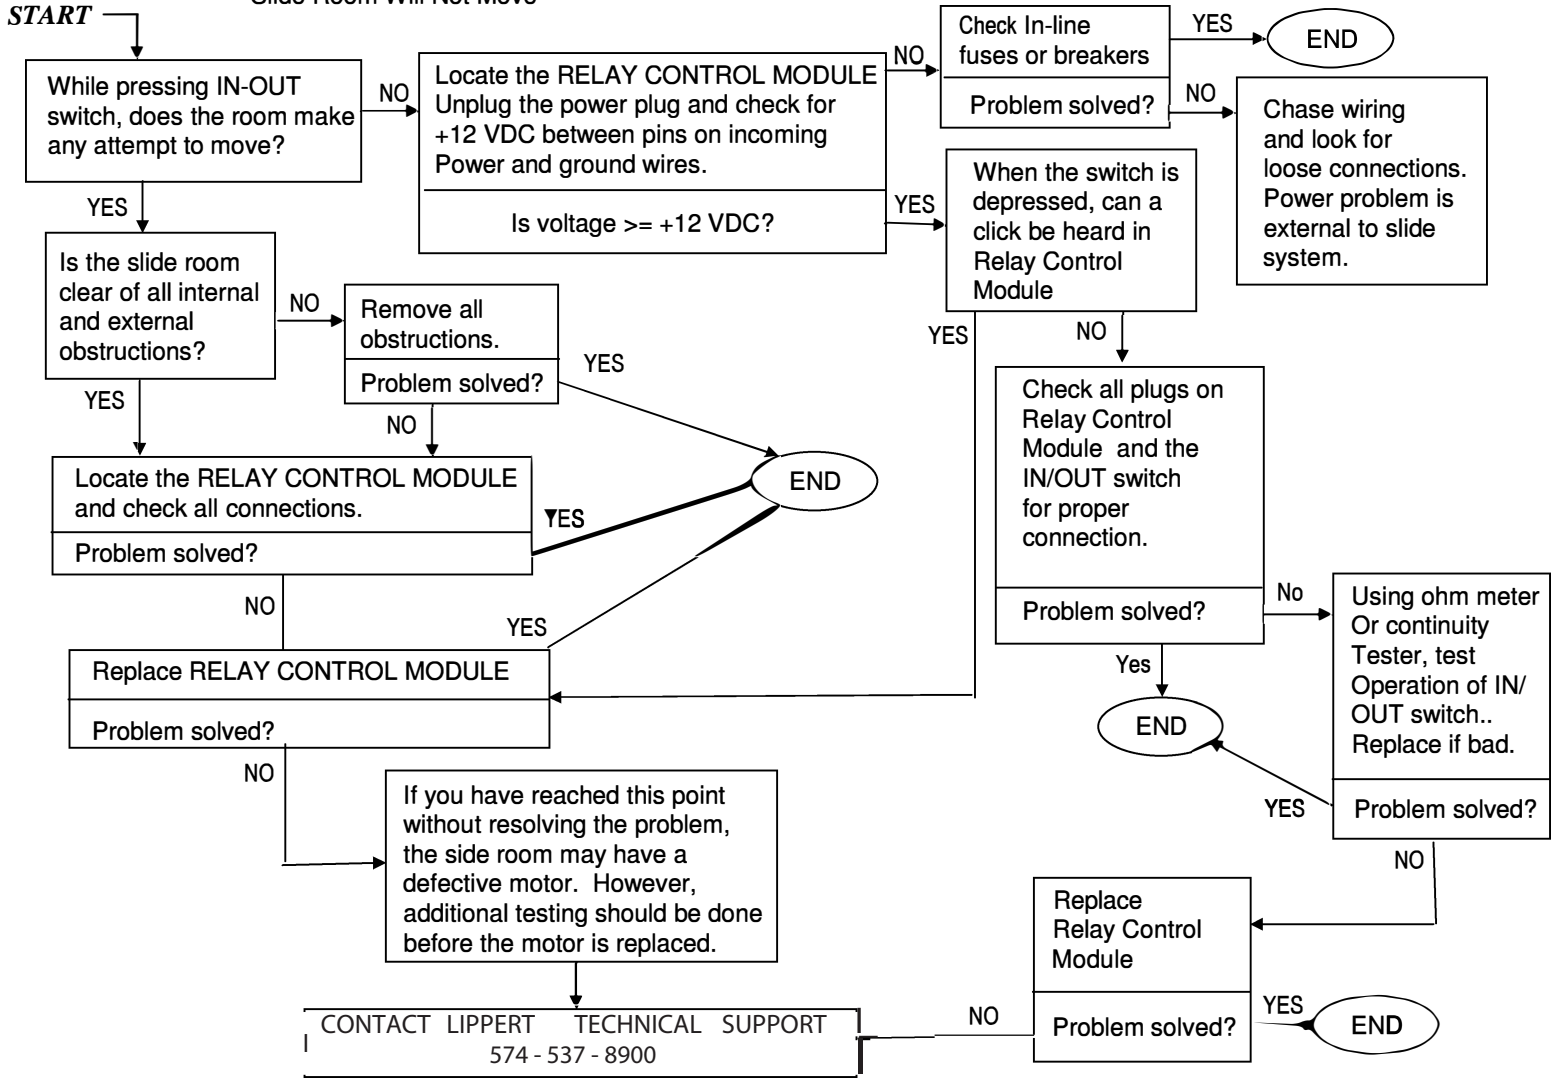 Slide Room Will Not Move
START
While pressing IN-OUT
switch, does the room make
any attempt to move?
NO
YES
Locate the RELAY CONTROL MODULE
Unplug the power plug and check for
+12 VDC between pins on incoming
Power and ground wires.
Is voltage >= +12 VDC?
NO
YES
Check In-line
fuses or breakers
Problem solved?
YES
END
NO
Chase wiring
and look for
loose connections.
Power problem is
external to slide
system.
When the switch is
depressed, can a
click be heard in
Relay Control
Module
YES
NO
Is the slide room
clear of all internal
and external
obstructions?
NO
YES
Remove all
obstructions.
Problem solved?
YES
NO
Locate the RELAY CONTROL MODULE
and check all connections.
Problem solved?
YES
END
NO
YES
Replace RELAY CONTROL MODULE
Problem solved?
NO
Check all plugs on
Relay Control
Module and the
IN/OUT switch
for proper
connection.
Problem solved?
No
Yes
END
Using ohm meter
Or continuity
Tester, test
Operation of IN/
OUT switch..
Replace if bad.
Problem solved?
YES
NO
If you have reached this point
without resolving the problem,
the side room may have a
defective motor. However,
additional testing should be done
before the motor is replaced.
Replace
Relay Control
Module
Problem solved?
YES
END
NO
CONTACT LIPPERT TECHNICAL SUPPORT
574 - 537 - 8900